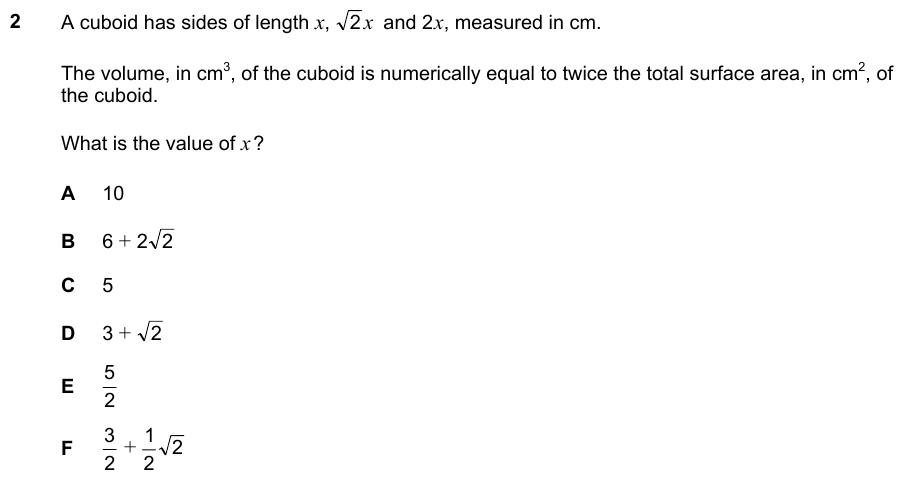 2 A cuboid has sides of length x, √2x and 2x, measured in cm.
The volume, in cm³, of the cuboid is numerically equal to twice the total surface area, in cm², of
the cuboid.
What is the value of x?
A 10
B 6 + 2√2
C 5
D 3 + √2
E 5/2
F 3/2 + 1/2√2